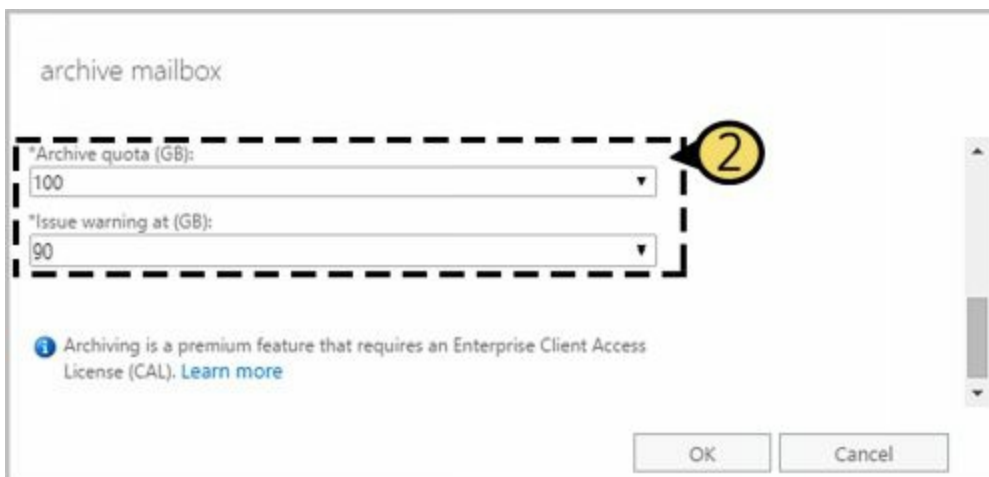 archive mailbox
*Archive quota (GB):
100
2
*Issue warning at (GB):
90
Archiving is a premium feature that requires an Enterprise Client Access
License (CAL). Learn more
OK
Cancel